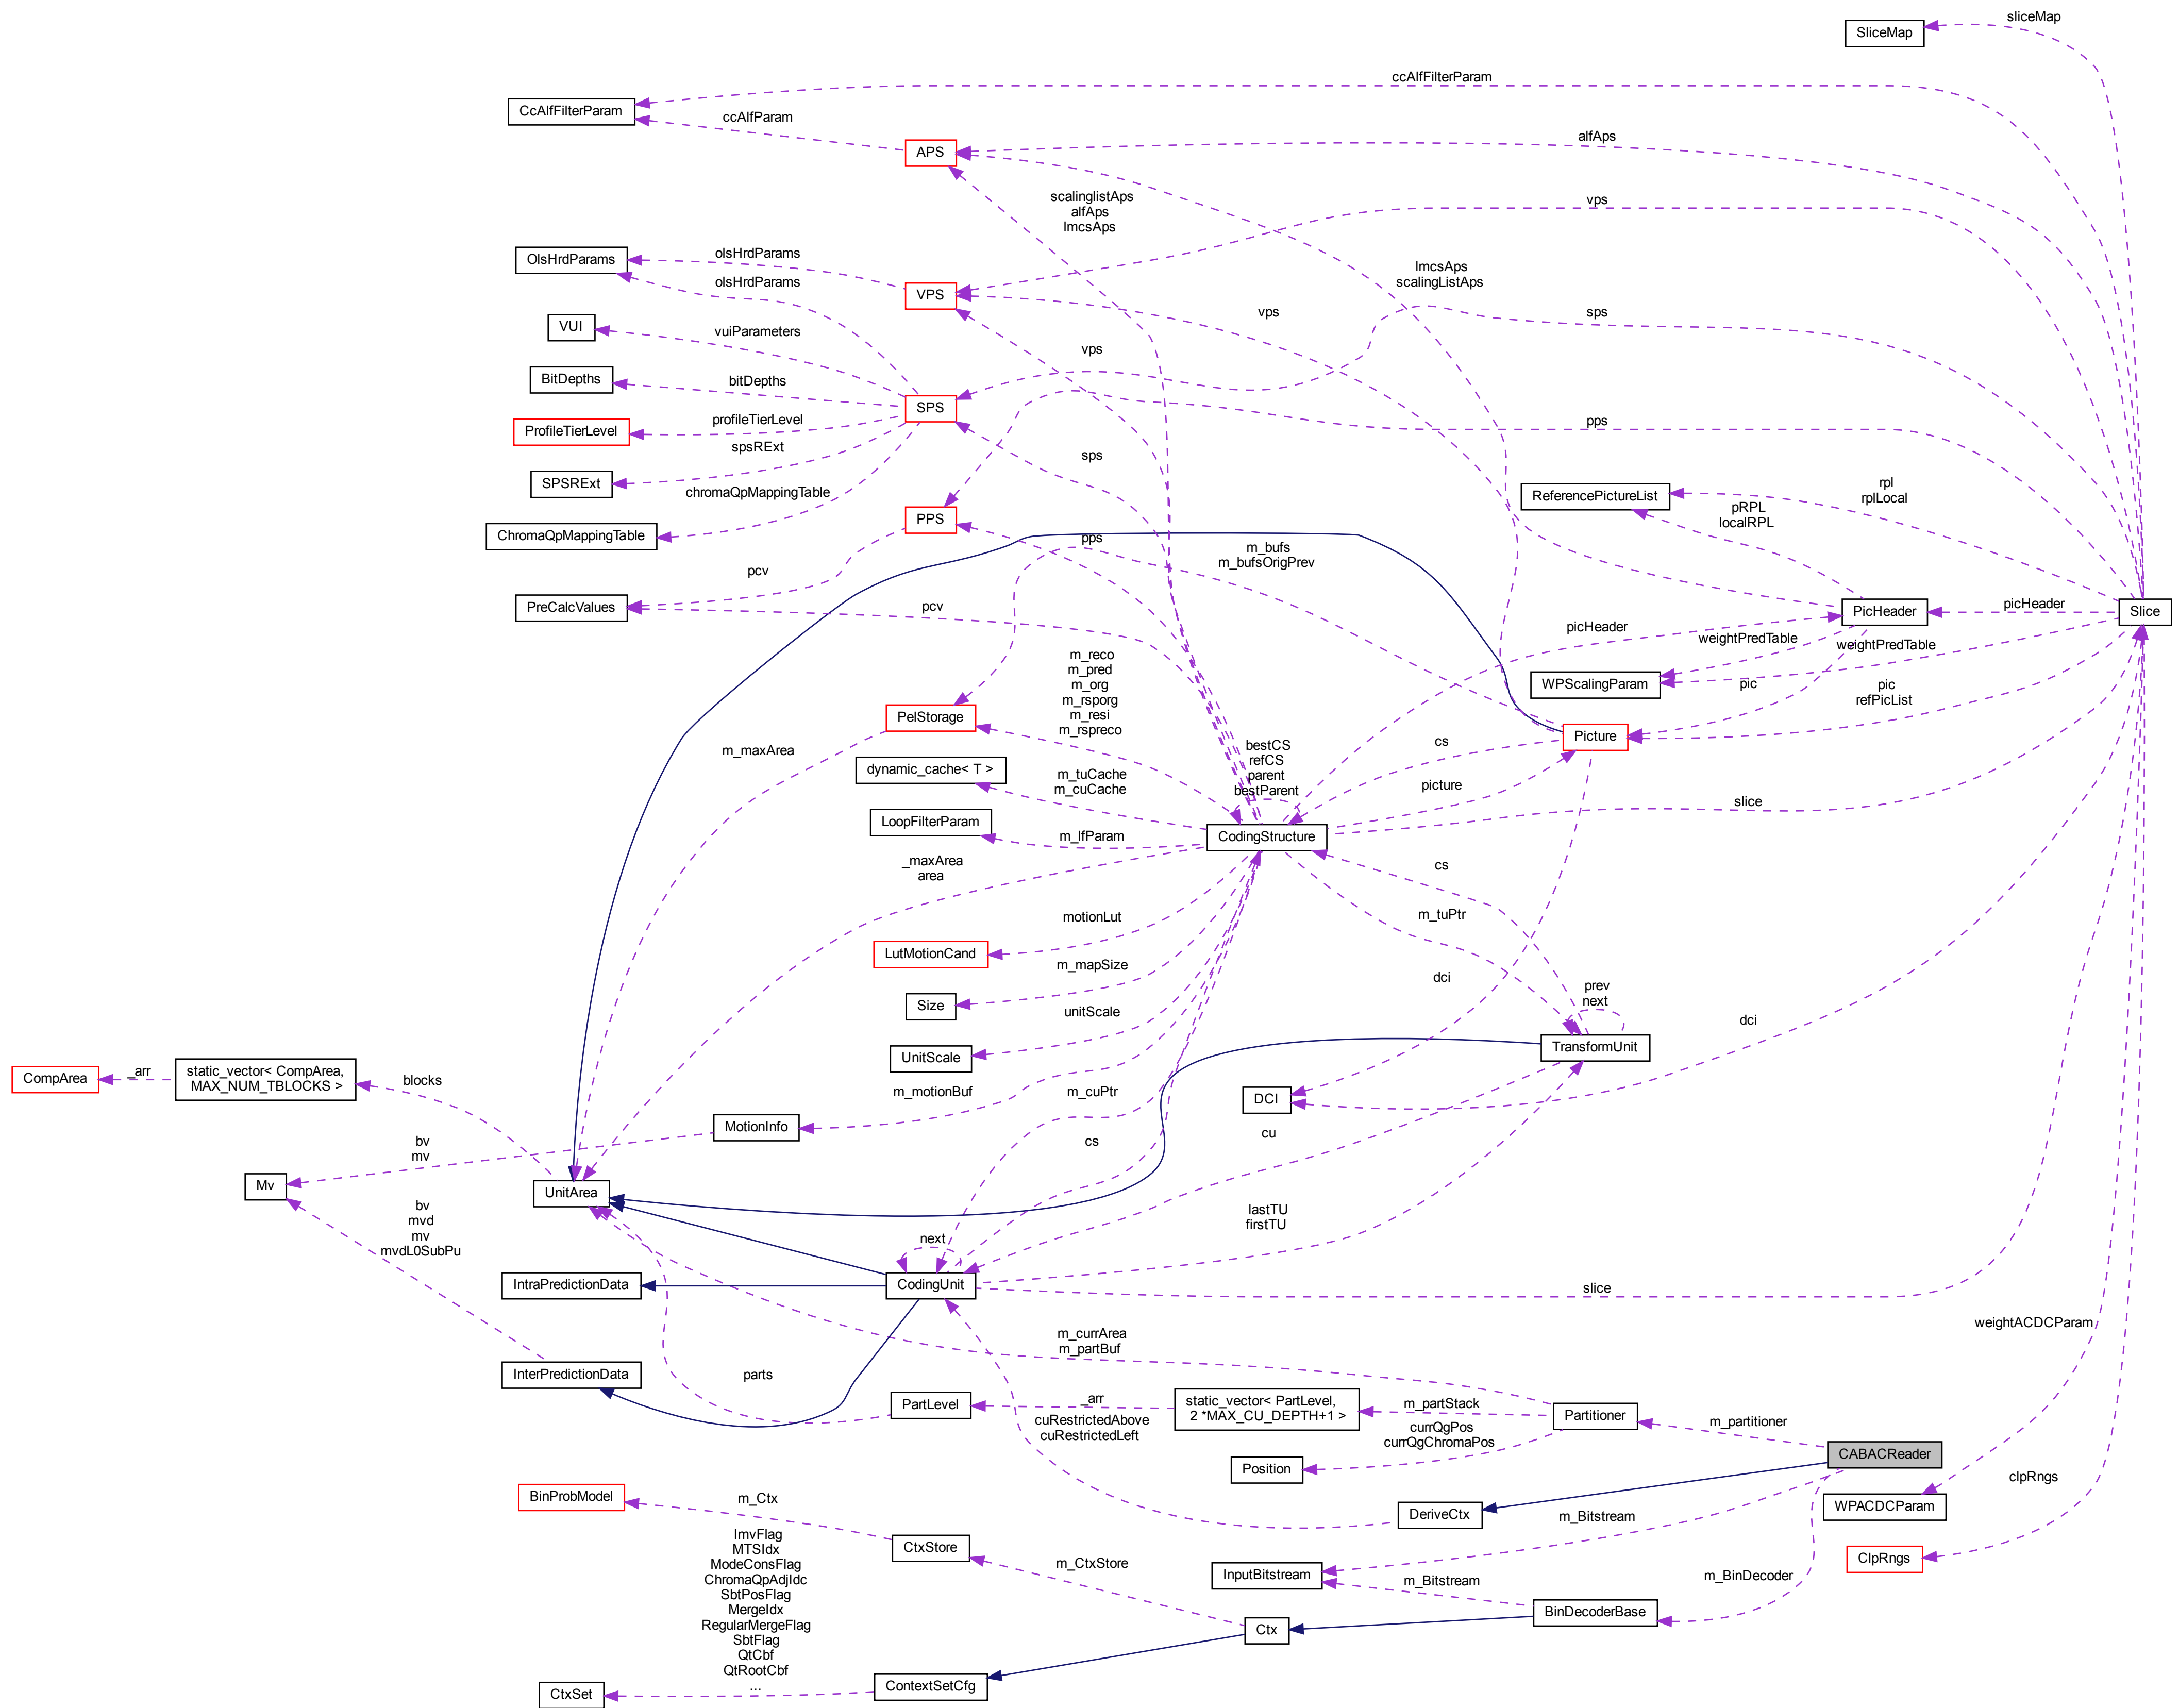 sliceMap
SliceMap
ccAlfFilterParam
CcAlfFilterParam
ccAlfParam
alfAps
APS
scalinglistAps
alfAps
lmcsAps
vps
OlsHrdParams
olsHrdParams
olsHrdParams
VPS
lmcsAps
scalingListAps
vps
sps
VUI
vuiParameters
vps
BitDepths
bitDepths
SPS
ProfileTierLevel
profileTierLevel
pps
spsRExt
SPSRExt
sps
chromaQpMappingTable
ChromaQpMappingTable
ReferencePictureList
rpl
rplLocal
pRPL
localRPL
PPS
pps
m_bufs
m_bufsOrigPrev
pcv
PreCalcValues
pcv
picHeader
PicHeader
picHeader
Slice
weightPredTable
weightPredTable
WPScalingParam
pic
pic
refPicList
m_reco
m_pred
m_org
m_rsporg
m_resi
m_rspreco
PelStorage
m_maxArea
Picture
cs
bestCS
refCS
parent
bestParent
dynamic_cache< T >
m_tuCache
m_cuCache
picture
slice
LoopFilterParam
m_lfParam
CodingStructure
_maxArea
area
cs
motionLut
m_tuPtr
LutMotionCand
m_mapSize
Size
dci
prev
next
dci
unitScale
UnitScale
TransformUnit
CompArea
_arr
static_vector< CompArea,
MAX_NUM_TBLOCKS >
blocks
m_motionBuf
m_cuPtr
DCI
MotionInfo
cs
cu
bv
mv
Mv
UnitArea
bv
mvd
mv
mvdL0SubPu
lastTU
firstTU
next
IntraPredictionData
CodingUnit
slice
m_currArea
m_partBuf
weightACDCParam
InterPredictionData
parts
PartLevel
_arr
static_vector< PartLevel,
2 *MAX_CU_DEPTH+1 >
m_partStack
Partitioner
m_partitioner
cuRestrictedAbove
cuRestrictedLeft
currQgPos
currQgChromaPos
Position
CABACReader
clpRngs
BinProbModel
m_Ctx
DeriveCtx
WPACDCParam
m_Bitstream
CtxStore
m_CtxStore
ClpRngs
InputBitstream
m_Bitstream
m_BinDecoder
BinDecoderBase
Ctx
ImvFlag
MTSIdx
ModeConsFlag
ChromaQpAdjIdc
SbtPosFlag
MergeIdx
RegularMergeFlag
SbtFlag
QtCbf
QtRootCbf
...
CtxSet
ContextSetCfg